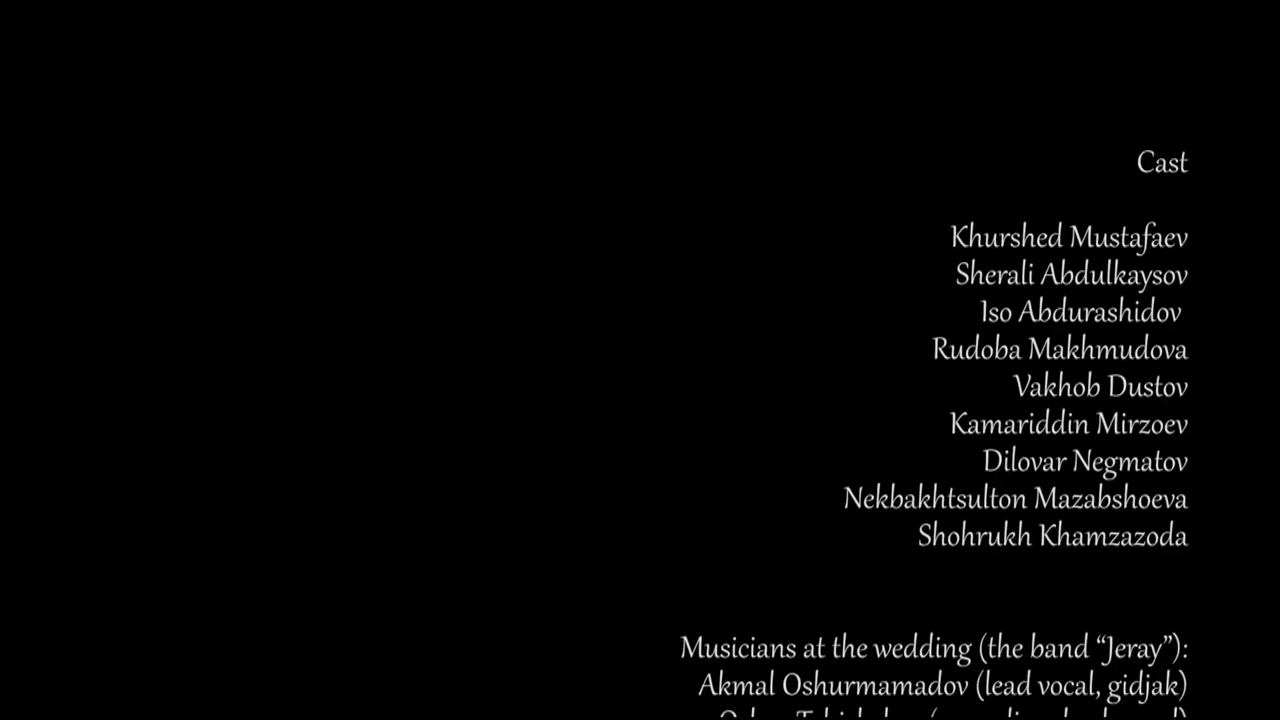 Cast
Khurshed Mustafaev
Sherali Abdulkaysov
Iso Abdurashidov
Rudoba Makhmudova
Vakhob Dustov
Kamariddin Mirzoev
Dilovar Negmatov
Nekbakhtsulton Mazabshoeva
Shohrukh Khamzazoda
Musicians at the wedding (the band “Jeray”):
Akmal Oshurmamadov (lead vocal, gidjak)